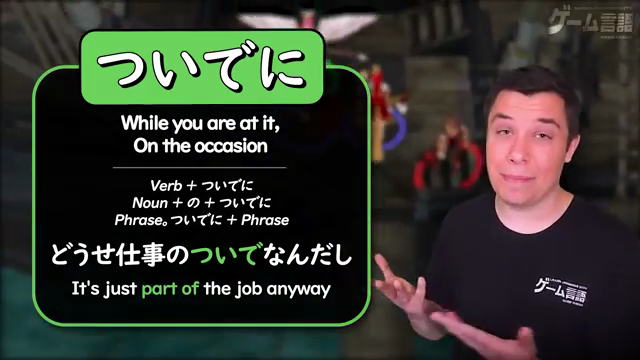 ついでに
While you are at it,
On the occasion
Verb + ついでに
Noun + の + ついでに
Phrase。ついでに + Phrase
どうせ仕事のついでなんだし
It's just part of the job anyway
ゲーム言語
ゲーム言語